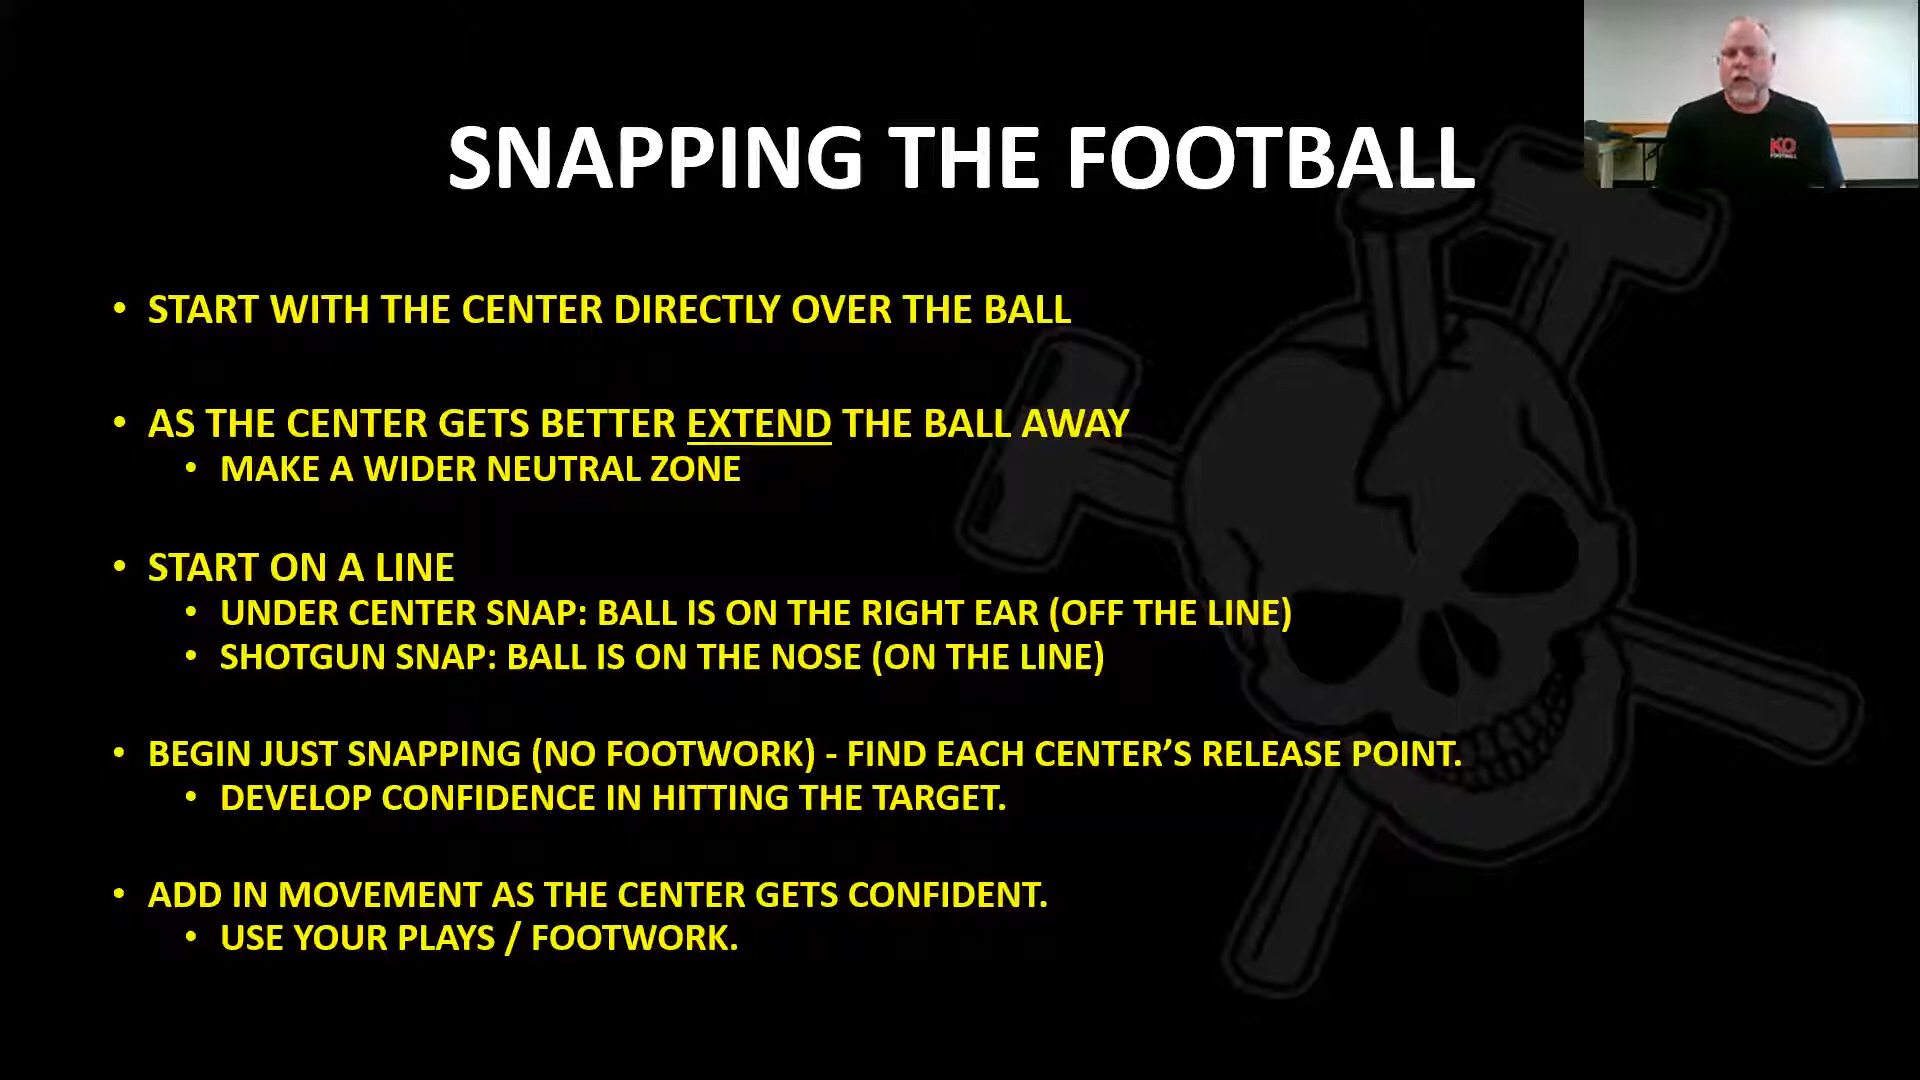 SNAPPING THE FOOTBALL
KO
FOOTBALL
• START WITH THE CENTER DIRECTLY OVER THE BALL
• AS THE CENTER GETS BETTER EXTEND THE BALL AWAY
• MAKE A WIDER NEUTRAL ZONE
• START ON A LINE
• UNDER CENTER SNAP: BALL IS ON THE RIGHT EAR (OFF THE LINE)
• SHOTGUN SNAP: BALL IS ON THE NOSE (ON THE LINE)
• BEGIN JUST SNAPPING (NO FOOTWORK) - FIND EACH CENTER’S RELEASE POINT.
• DEVELOP CONFIDENCE IN HITTING THE TARGET.
• ADD IN MOVEMENT AS THE CENTER GETS CONFIDENT.
• USE YOUR PLAYS / FOOTWORK.